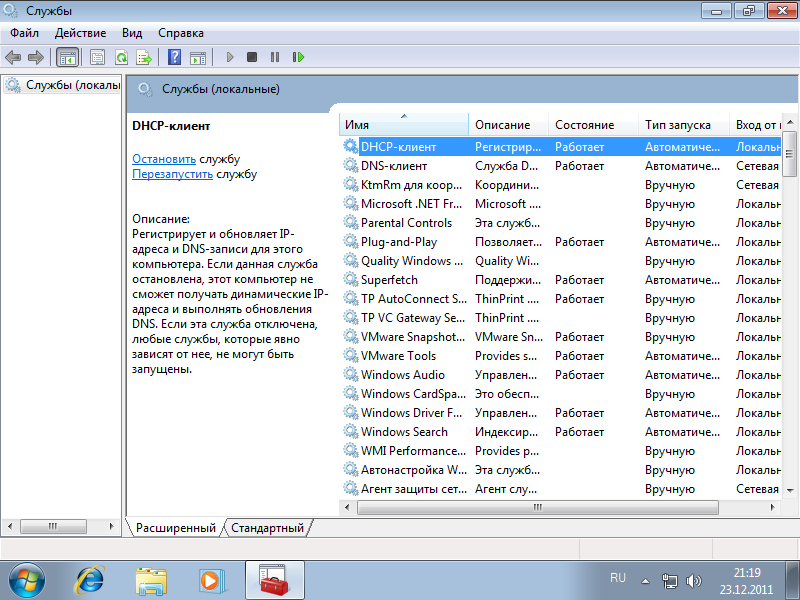 Службы
Файл Действие Вид Справка
Службы (локаль
Службы (локальные)
DHCP-клиент
Остановить службу
Перезапустить службу
Описание:
Регистрирует и обновляет IP-
адреса и DNS-записи для этого
компьютера. Если данная служба
остановлена, этот компьютер не
сможет получать динамические IP-
адреса и выполнять обновления
DNS. Если эта служба отключена,
любые службы, которые явно
зависят от нее, не могут быть
запущены.
Имя Описание Состояние Тип запуска Вход от
DHCP-клиент Регистрир... Работает Автоматиче... Локальн
DNS-клиент Служба D... Работает Автоматиче... Сетевая
KtmRm для коор... Координи... Вручную Сетевая
Microsoft .NET Fr... Microsoft .... Вручную Локальн
Parental Controls Эта служб... Вручную Локальн
Plug-and-Play Позволяет... Работает Автоматиче... Локальн
Quality Windows ... Quality Wi... Вручную Локальн
Superfetch Поддержи... Работает Автоматиче... Локальн
TP AutoConnect S... ThinPrint .... Вручную Локальн
TP VC Gateway Se... ThinPrint .... Вручную Локальн
VMware Snapshot... VMware Sn... Работает Вручную Локальн
VMware Tools Provides s... Работает Автоматиче... Локальн
Windows Audio Управлен... Работает Автоматиче... Локальн
Windows CardSpa... Это обесп... Вручную Локальн
Windows Driver F... Управлен... Работает Автоматиче... Локальн
Windows Search Индексир... Работает Автоматиче... Локальн
WMI Performance... Provides p... Вручную Локальн
Автонастройка W... Эта служб... Вручную Локальн
Агент защиты сет... Агент слу... Вручную Сетевая
Расширенный Стандартный
RU 21:19
23.12.2011